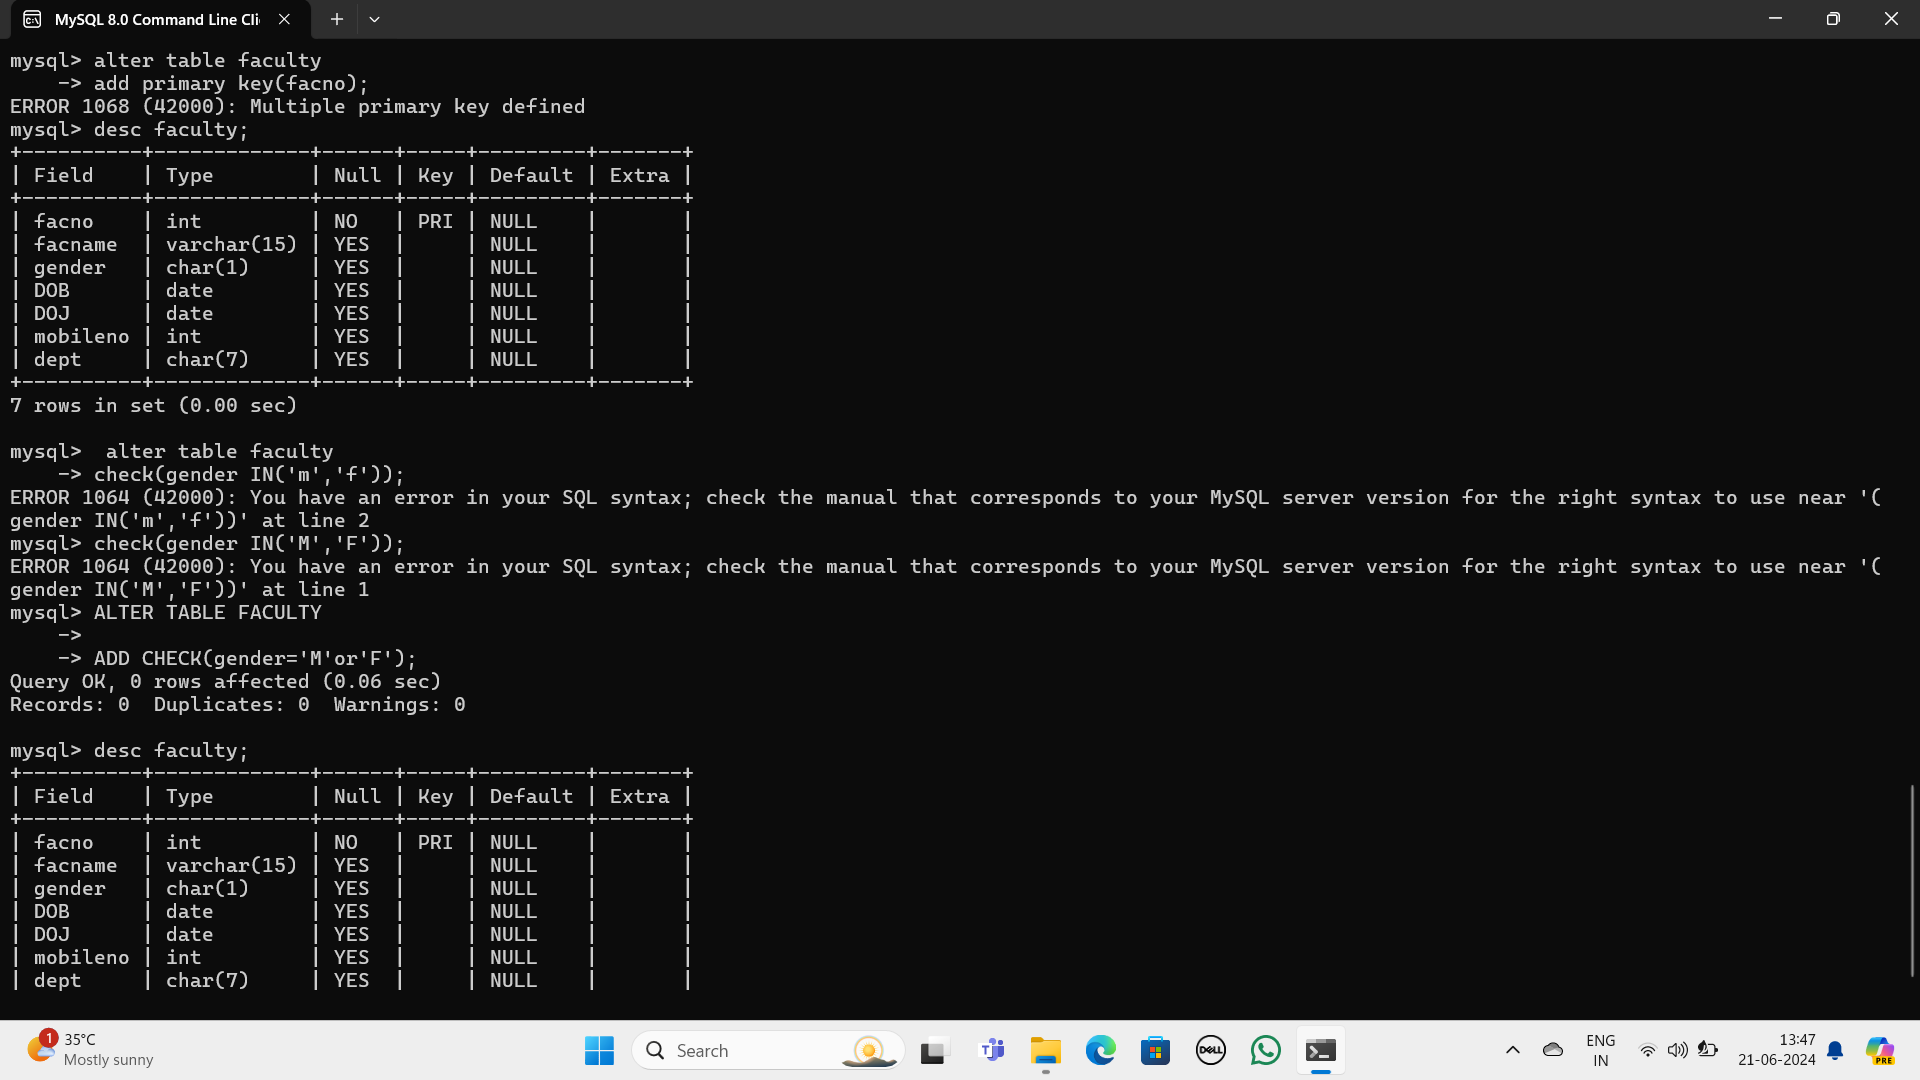 MySQL 8.0 Command Line Cli
mysql> alter table faculty
    -> add primary key(facno);
ERROR 1068 (42000): Multiple primary key defined
mysql> desc faculty;
+----------+-------------+------+-----+---------+-------+
| Field    | Type        | Null | Key | Default | Extra |
+----------+-------------+------+-----+---------+-------+
| facno    | int         | NO   | PRI | NULL    |       |
| facname  | varchar(15) | YES  |     | NULL    |       |
| gender   | char(1)     | YES  |     | NULL    |       |
| DOB      | date        | YES  |     | NULL    |       |
| DOJ      | date        | YES  |     | NULL    |       |
| mobileno | int         | YES  |     | NULL    |       |
| dept     | char(7)     | YES  |     | NULL    |       |
+----------+-------------+------+-----+---------+-------+
7 rows in set (0.00 sec)
mysql>  alter table faculty
    -> check(gender IN('m','f'));
ERROR 1064 (42000): You have an error in your SQL syntax; check the manual that corresponds to your MySQL server version for the right syntax to use near '(
gender IN('m','f'))' at line 2
mysql> check(gender IN('M','F'));
ERROR 1064 (42000): You have an error in your SQL syntax; check the manual that corresponds to your MySQL server version for the right syntax to use near '(
gender IN('M','F'))' at line 1
mysql> ALTER TABLE FACULTY
    ->
    -> ADD CHECK(gender='M'or'F');
Query OK, 0 rows affected (0.06 sec)
Records: 0  Duplicates: 0  Warnings: 0
mysql> desc faculty;
+----------+-------------+------+-----+---------+-------+
| Field    | Type        | Null | Key | Default | Extra |
+----------+-------------+------+-----+---------+-------+
| facno    | int         | NO   | PRI | NULL    |       |
| facname  | varchar(15) | YES  |     | NULL    |       |
| gender   | char(1)     | YES  |     | NULL    |       |
| DOB      | date        | YES  |     | NULL    |       |
| DOJ      | date        | YES  |     | NULL    |       |
| mobileno | int         | YES  |     | NULL    |       |
| dept     | char(7)     | YES  |     | NULL    |       |
1
35°C
Mostly sunny
Search
DELL
ENG
IN
13:47
21-06-2024
PRE